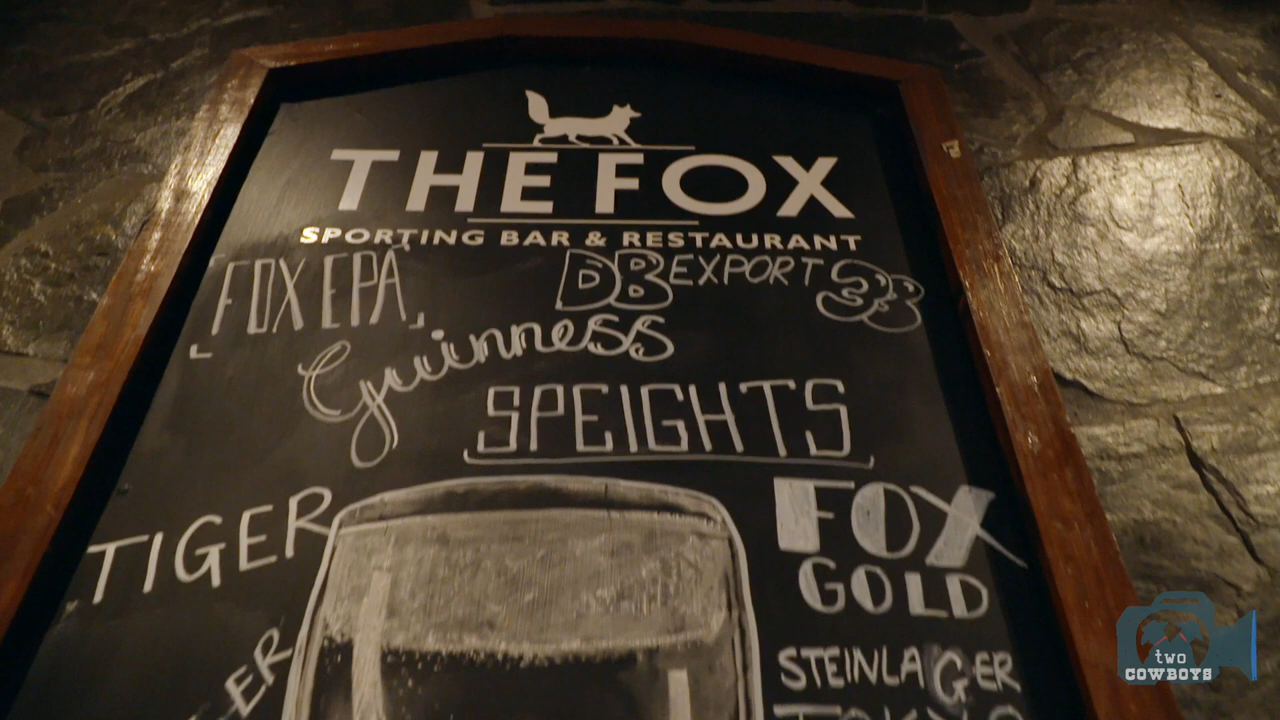 THE FOX
SPORTING BAR & RESTAURANT
FOX EPA
DB EXPORT 33
Guinness
SPEIGHTS
TIGER
FOX
GOLD
STEINLAGER
two
COWBOYS